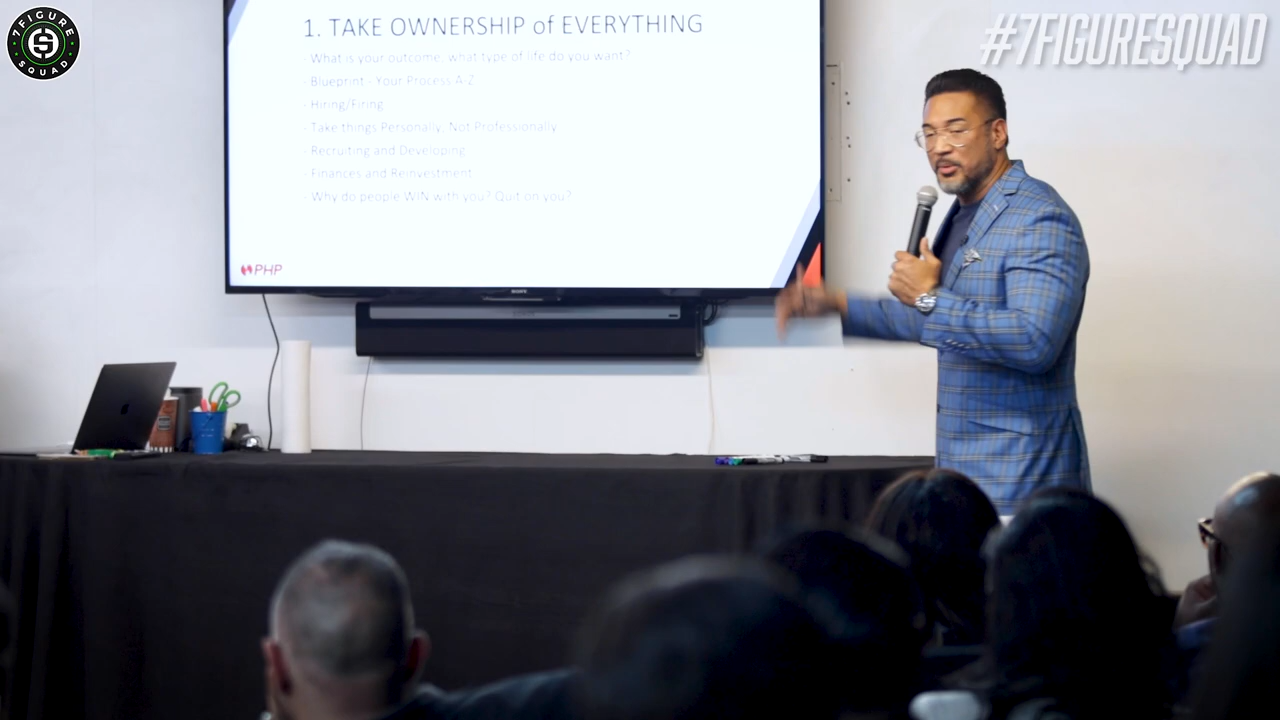 7FIGURE
SQUAD
#7FIGURESQUAD
1. TAKE OWNERSHIP of EVERYTHING
What is your outcome, what type of life do you want?
- Blueprint - Your Process A-Z
- Hiring/Firing
- Take things Personally, Not Professionally
- Recruiting and Developing
- Finances and Reinvestment
Why do people WIN with you? Quit on you?
PHP
SONY